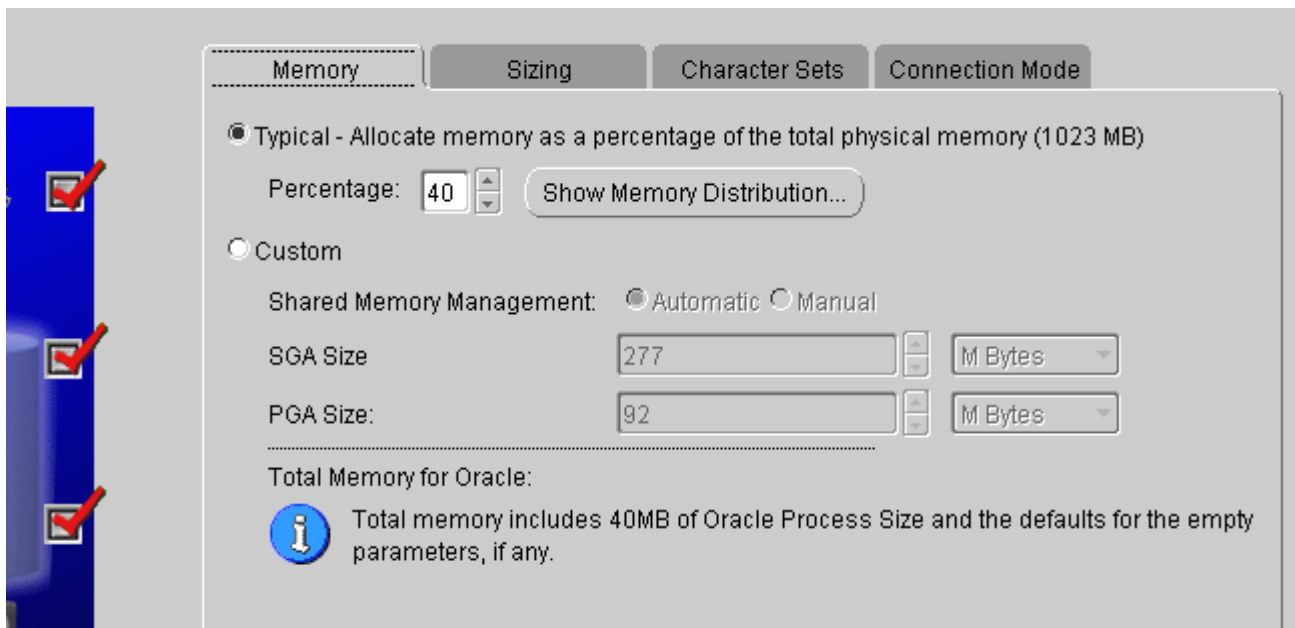 Memory Sizing Character Sets Connection Mode
Typical - Allocate memory as a percentage of the total physical memory (1023 MB)
Percentage: 40 Show Memory Distribution...
Custom
Shared Memory Management: Automatic Manual
SGA Size 277 M Bytes
PGA Size: 92 M Bytes
Total Memory for Oracle:
Total memory includes 40MB of Oracle Process Size and the defaults for the empty
parameters, if any.